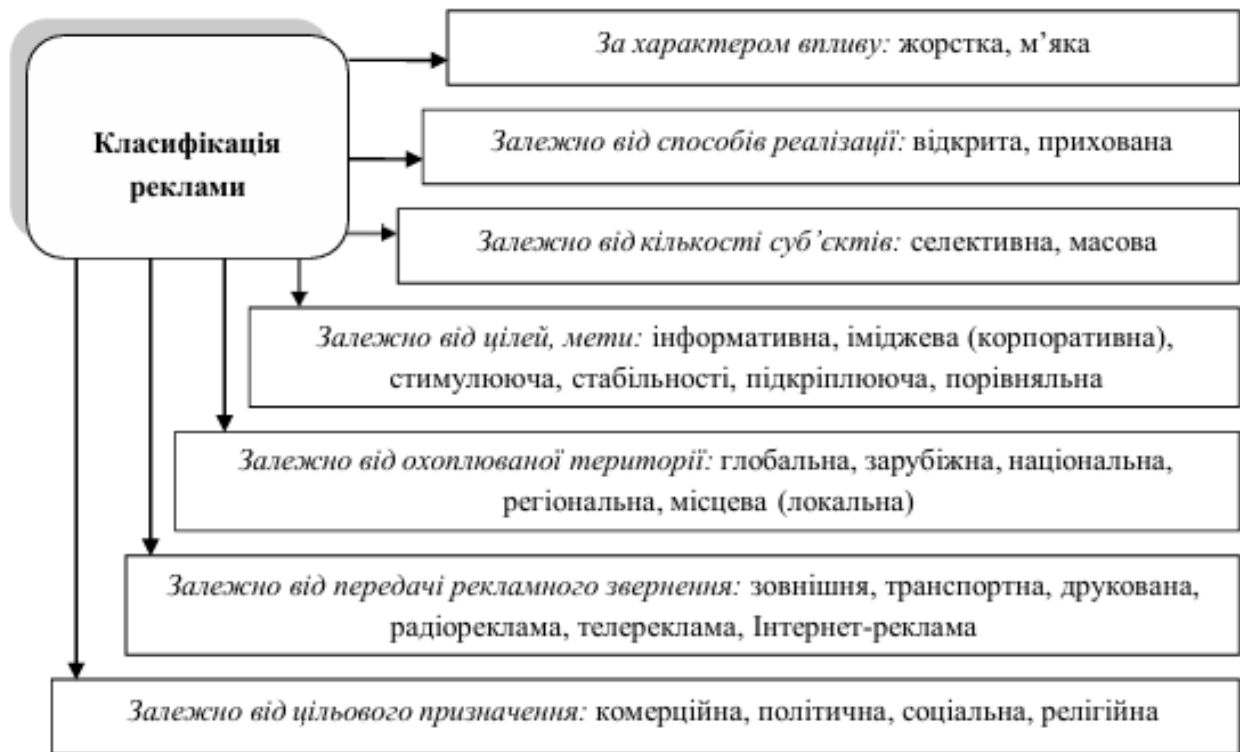 Класифікація
реклами
За характером впливу: жорстка, м’яка
Залежно від способів реалізації: відкрита, прихована
Залежно від кількості суб’єктів: селективна, масова
Залежно від цілей, мети: інформативна, іміджева (корпоративна),
стимулююча, стабільності, підкріплююча, порівняльна
Залежно від охоплюваної території: глобальна, зарубіжна, національна,
регіональна, місцева (локальна)
Залежно від передачі рекламного звернення: зовнішня, транспортна, друкована,
радіореклама, телереклама, Інтернет-реклама
Залежно від цільового призначення: комерційна, політична, соціальна, релігійна